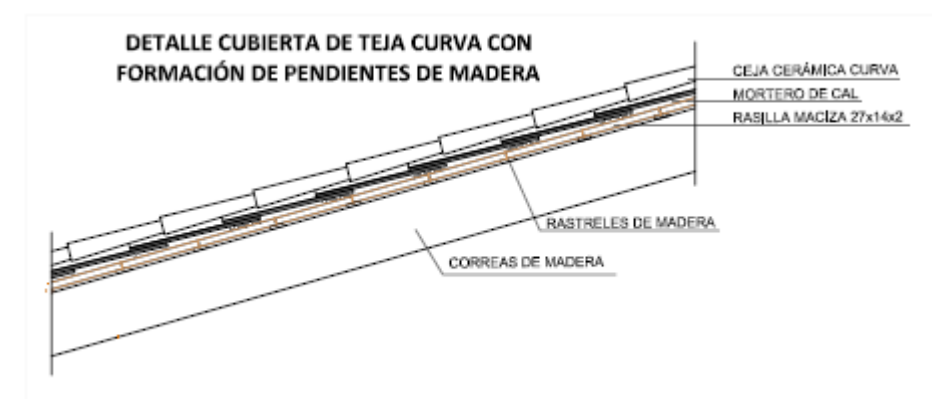 DETALLE CUBIERTA DE TEJA CURVA CON
FORMACIÓN DE PENDIENTES DE MADERA
CEJA CERÁMICA CURVA
MORTERO DE CAL
RASILLA MACÍZA 27x14x2
RASTRELES DE MADERA
CORREAS DE MADERA